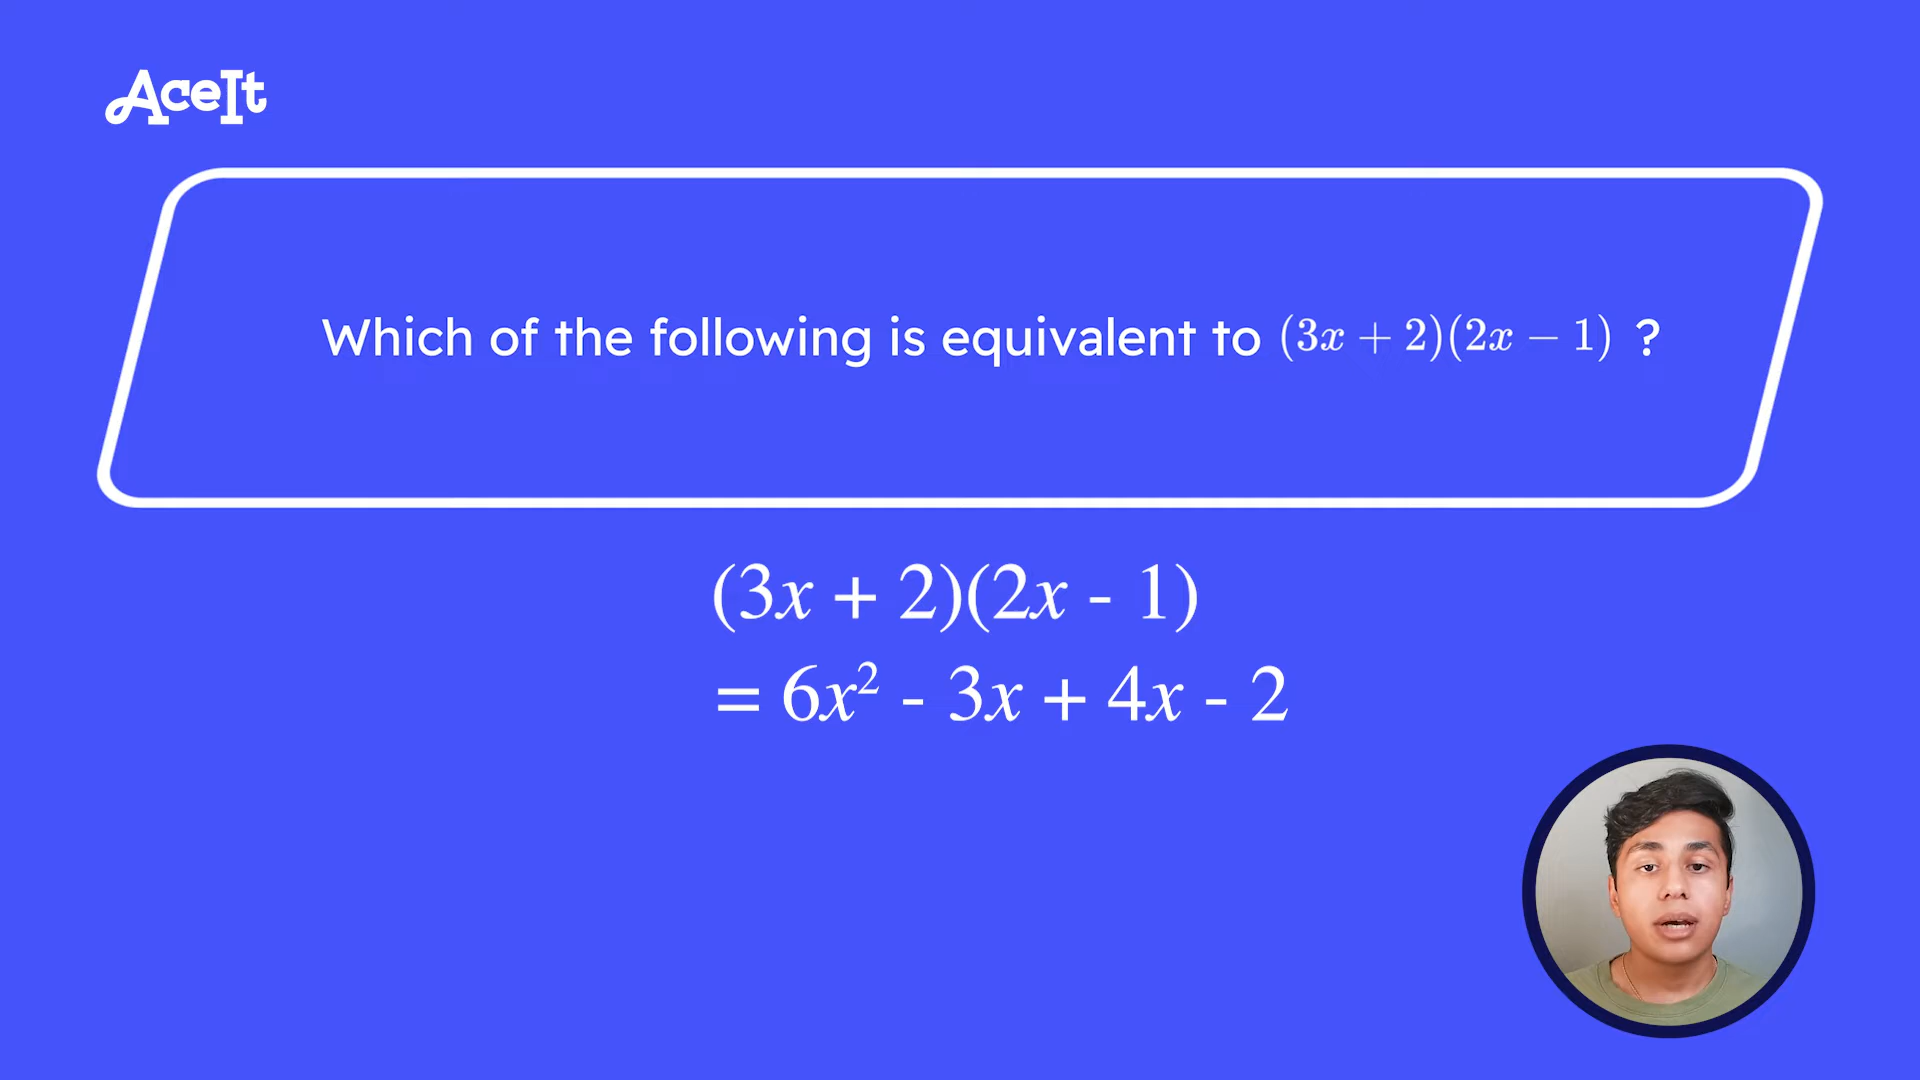 AceIt
Which of the following is equivalent to (3x + 2)(2x − 1) ?
(3x + 2)(2x - 1)
= 6x² - 3x + 4x - 2